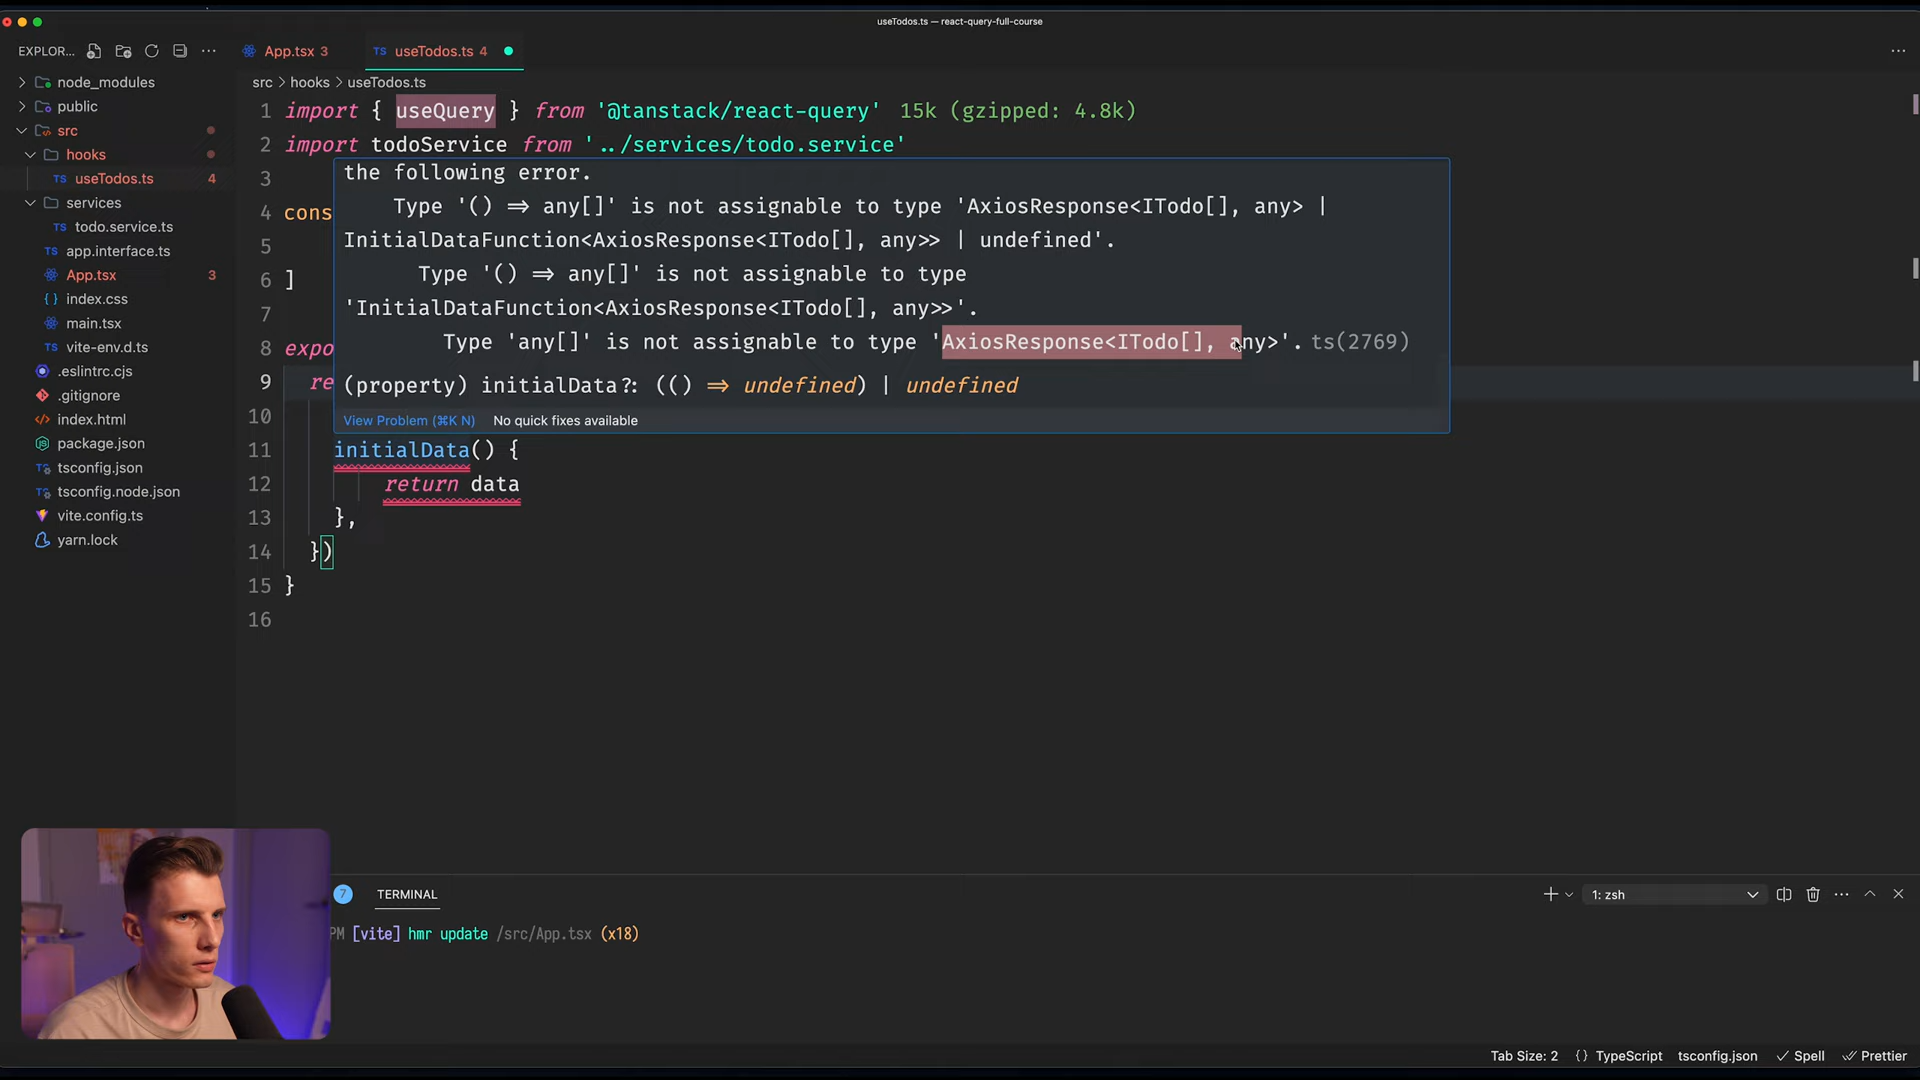 useTodos.ts — react-query-full-course
EXPLOR...
App.tsx 3
TS useTodos.ts 4
node_modules
public
src
hooks
TS useTodos.ts 4
services
TS todo.service.ts
TS app.interface.ts
App.tsx 3
index.css
TS main.tsx
TS vite-env.d.ts
.eslintrc.cjs
.gitignore
index.html
package.json
tsconfig.json
tsconfig.node.json
vite.config.ts
yarn.lock
src > hooks > useTodos.ts
1 import { useQuery } from '@tanstack/react-query' 15k (gzipped: 4.8k)
2 import todoService from '../services/todo.service'
3
4 cons
5
6 ]
7
8 expo
9 re
10
the following error.
Type '() => any[]' is not assignable to type 'AxiosResponse<ITodo[], any> |
InitialDataFunction<AxiosResponse<ITodo[], any>> | undefined'.
Type '() => any[]' is not assignable to type
'InitialDataFunction<AxiosResponse<ITodo[], any>>'.
Type 'any[]' is not assignable to type 'AxiosResponse<ITodo[], any>'. ts(2769)
(property) initialData?: (() => undefined) | undefined
View Problem (⌘K N) No quick fixes available
11 initialData() {
12 return data
13 },
14 })
15 }
16
7 TERMINAL
1: zsh
PM [vite] hmr update /src/App.tsx (x18)
Tab Size: 2 {} TypeScript tsconfig.json ✓ Spell ✓✓ Prettier